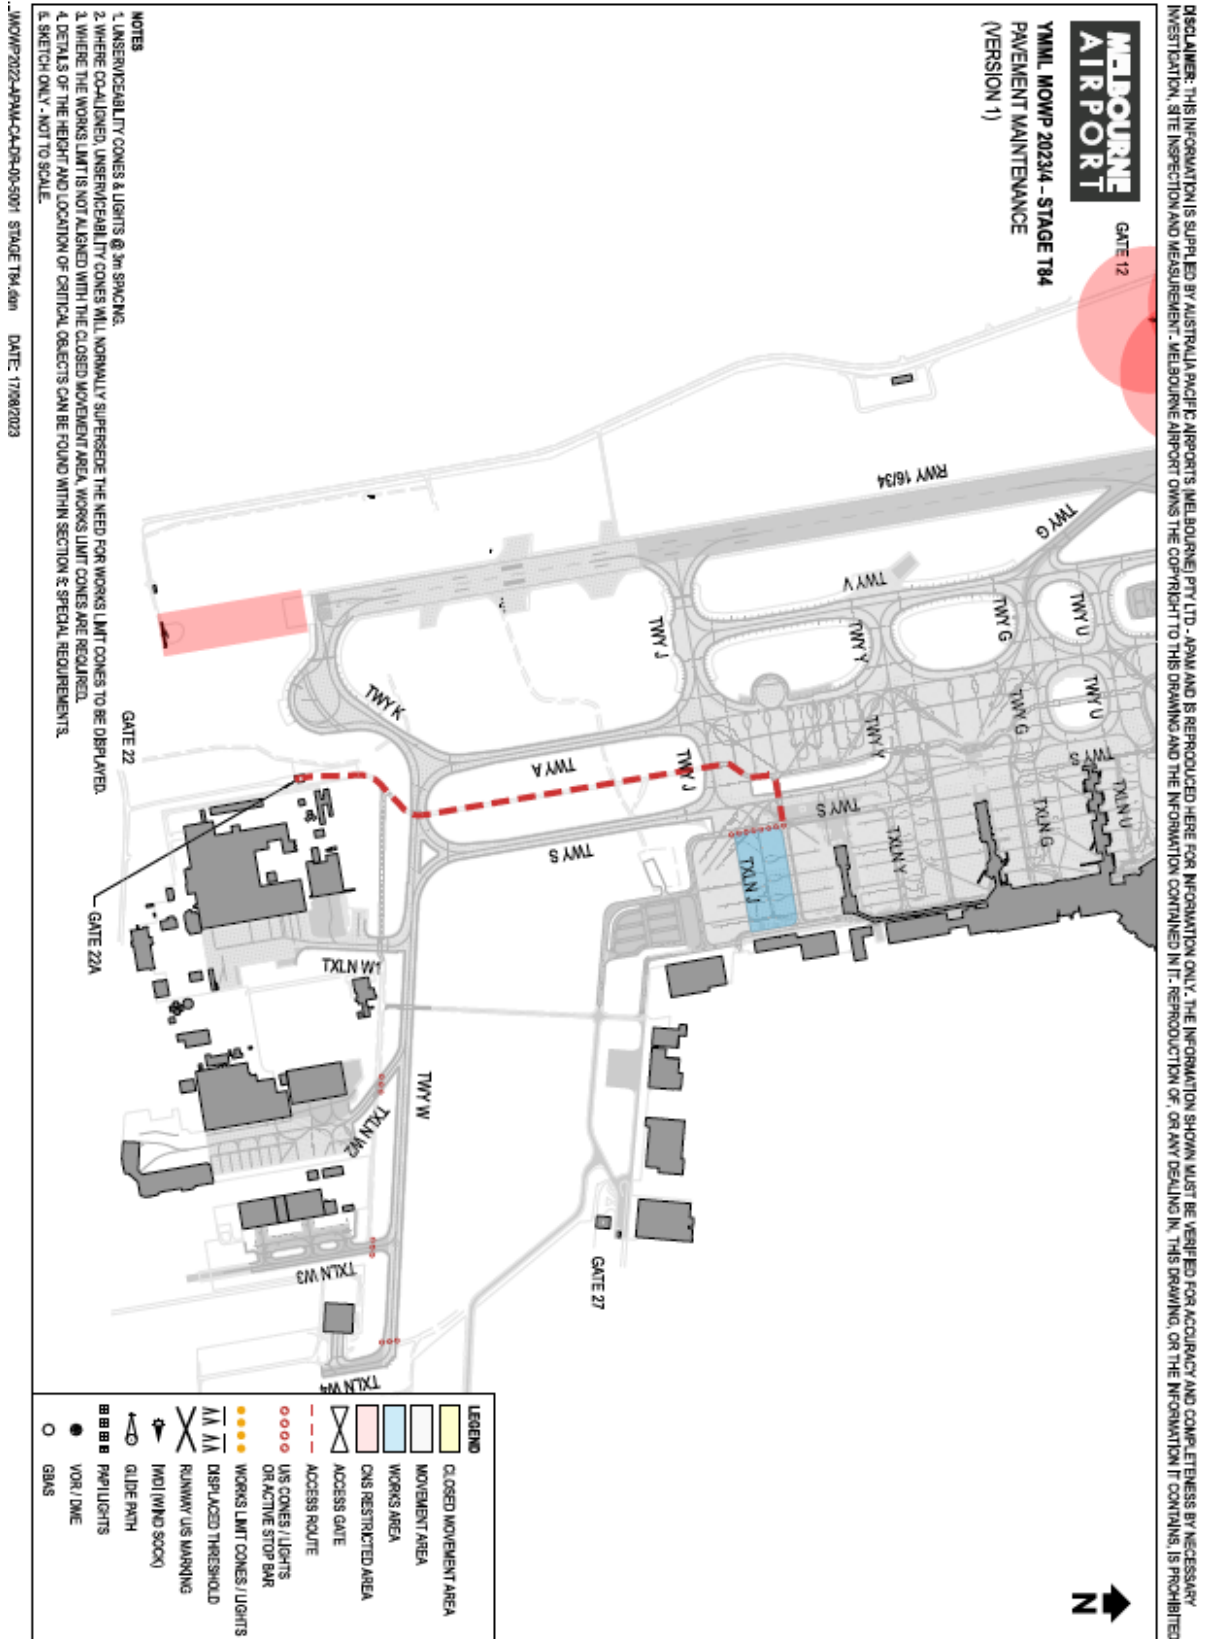 DISCLAIMER: THIS INFORMATION IS SUPPLIED BY AUSTRALIA PACIFIC AIRPORTS (MELBOURNE) PTY LTD - APAM AND IS REPRODUCED HERE FOR INFORMATION ONLY. THE INFORMATION SHOWN MUST BE VERIFIED FOR ACCURACY AND COMPLETENESS BY NECESSARY
INVESTIGATION, SITE INSPECTION AND MEASUREMENT. MELBOURNE AIRPORT OWNS THE COPYRIGHT TO THIS DRAWING AND THE INFORMATION CONTAINED IN IT. REPRODUCTION OF, OR ANY DEALING IN, THIS DRAWING, OR THE INFORMATION IT CONTAINS, IS PROHIBITED
MELBOURNE
AIRPORT
YMML MOWP 2023/4 - STAGE T84
PAVEMENT MAINTENANCE
(VERSION 1)
GATE 12
N
RWY 16/34
TWY G
TWY V
TWY U
TWY G
TWY Y
TWY J
TWY U
TWY G
TWY Y
TWY S
TWY K
TWY A
TWY J
TWY S
TXLN U
TXLN G
TXLN Y
TXLN J
TWY S
GATE 22
GATE 22A
TXLN W1
TWY W
TXLN W2
TXLN W3
TXLN W4
GATE 27
LEGEND
CLOSED MOVEMENT AREA
MOVEMENT AREA
WORKS AREA
CNS RESTRICTED AREA
ACCESS GATE
ACCESS ROUTE
U/S CONES / LIGHTS
OR ACTIVE STOP BAR
WORKS LIMIT CONES / LIGHTS
DISPLACED THRESHOLD
RUNWAY U/S MARKING
IWDI (WIND SOCK)
GLIDE PATH
PAPI LIGHTS
VOR / DME
GBAS
NOTES
1. UNSERVICEABILITY CONES & LIGHTS @ 3m SPACING.
2. WHERE CO-ALIGNED, UNSERVICEABILITY CONES WILL NORMALLY SUPERSEDE THE NEED FOR WORKS LIMIT CONES TO BE DISPLAYED.
3. WHERE THE WORKS LIMIT IS NOT ALIGNED WITH THE CLOSED MOVEMENT AREA, WORKS LIMIT CONES ARE REQUIRED.
4. DETAILS OF THE HEIGHT AND LOCATION OF CRITICAL OBJECTS CAN BE FOUND WITHIN SECTION 5: SPECIAL REQUIREMENTS.
5. SKETCH ONLY - NOT TO SCALE.
...\MOWP2022-APAM-CA-DR-00-5001 STAGE T84.dgn DATE: 17/08/2023